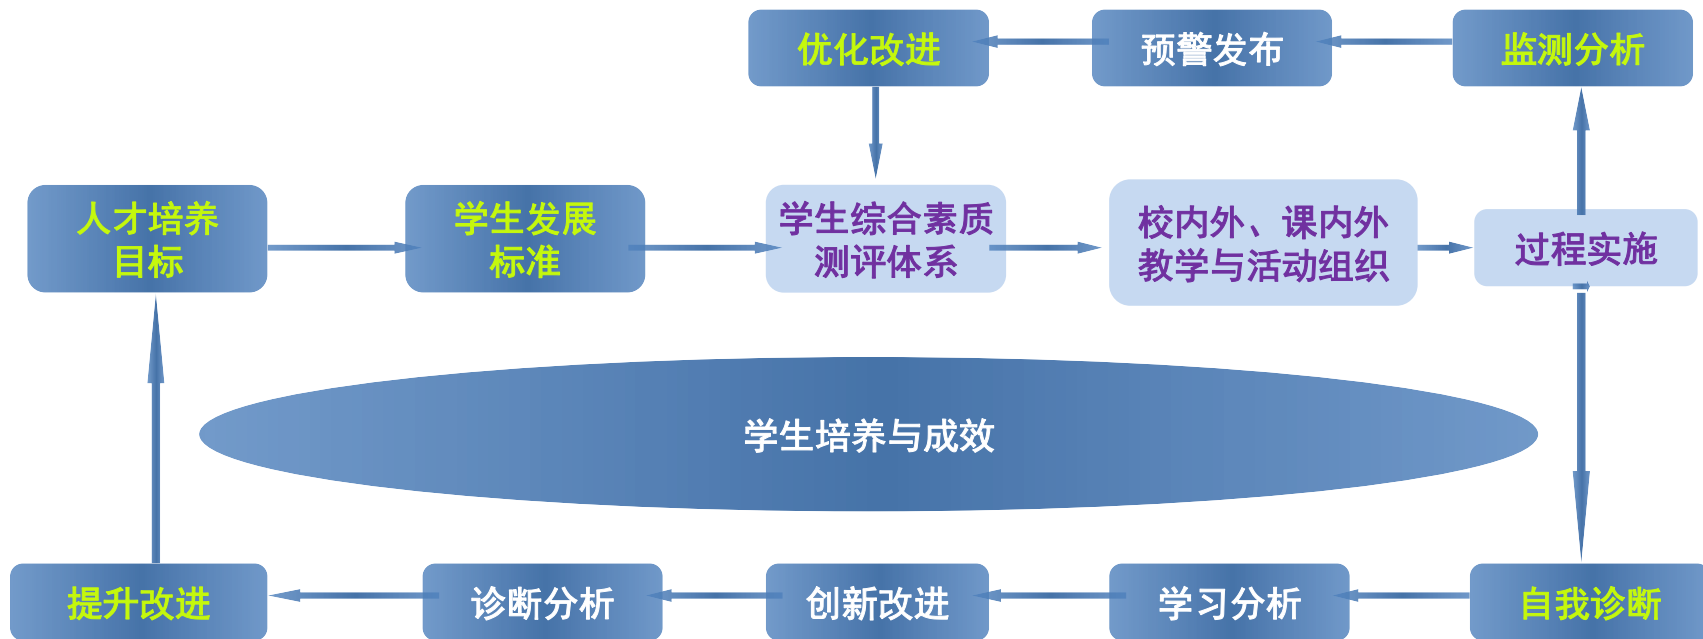 优化改进
预警发布
监测分析
人才培养
目标
学生发展
标准
学生综合素质
测评体系
校内外、课内外
教学与活动组织
过程实施
学生培养与成效
提升改进
诊断分析
创新改进
学习分析
自我诊断